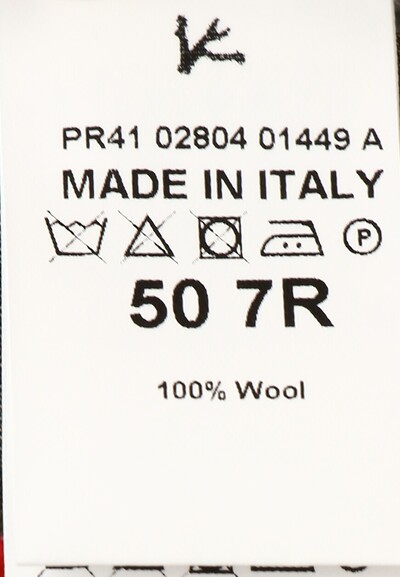 PR41 02804 01449 A
MADE IN ITALY
P
50 7R
100% Wool